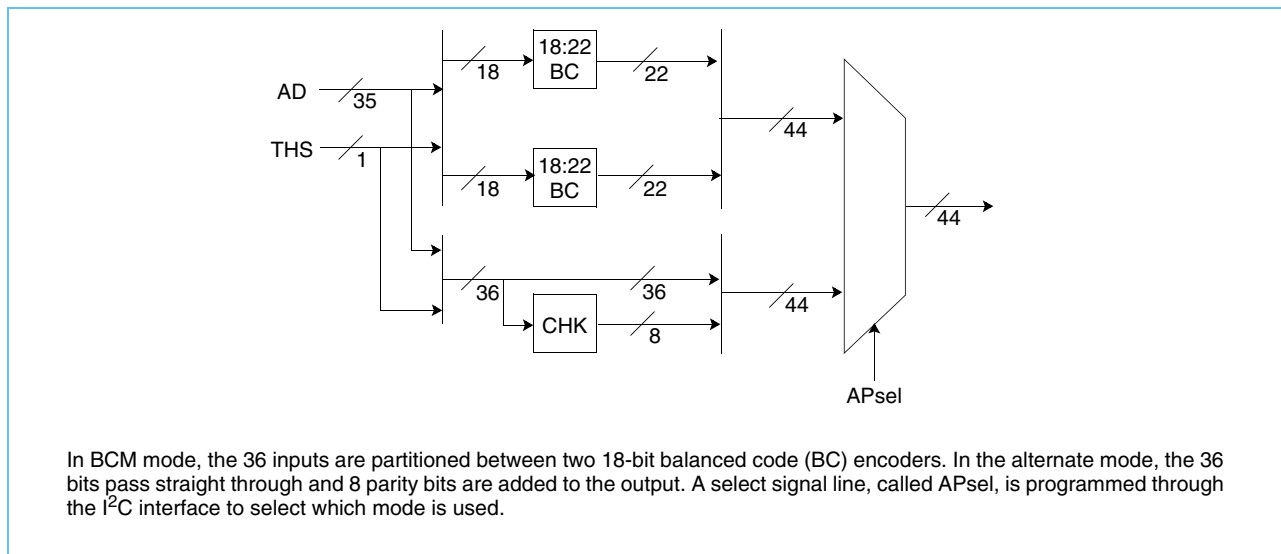 18:22
BC
18
22
AD
35
44
THS
1
18:22
BC
18
22
44
36
36
44
CHK
8
APsel
In BCM mode, the 36 inputs are partitioned between two 18-bit balanced code (BC) encoders. In the alternate mode, the 36
bits pass straight through and 8 parity bits are added to the output. A select signal line, called APsel, is programmed through
the I²C interface to select which mode is used.